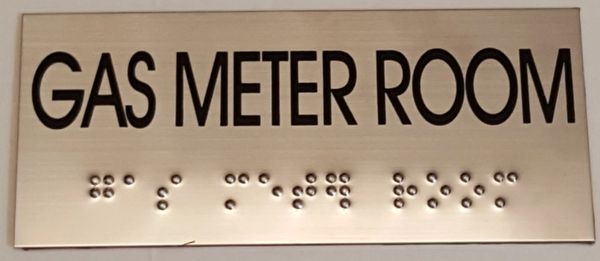 GAS METER ROOM
⠛⠁⠎ ⠍⠑⠞⠻ ⠗⠕⠕⠍